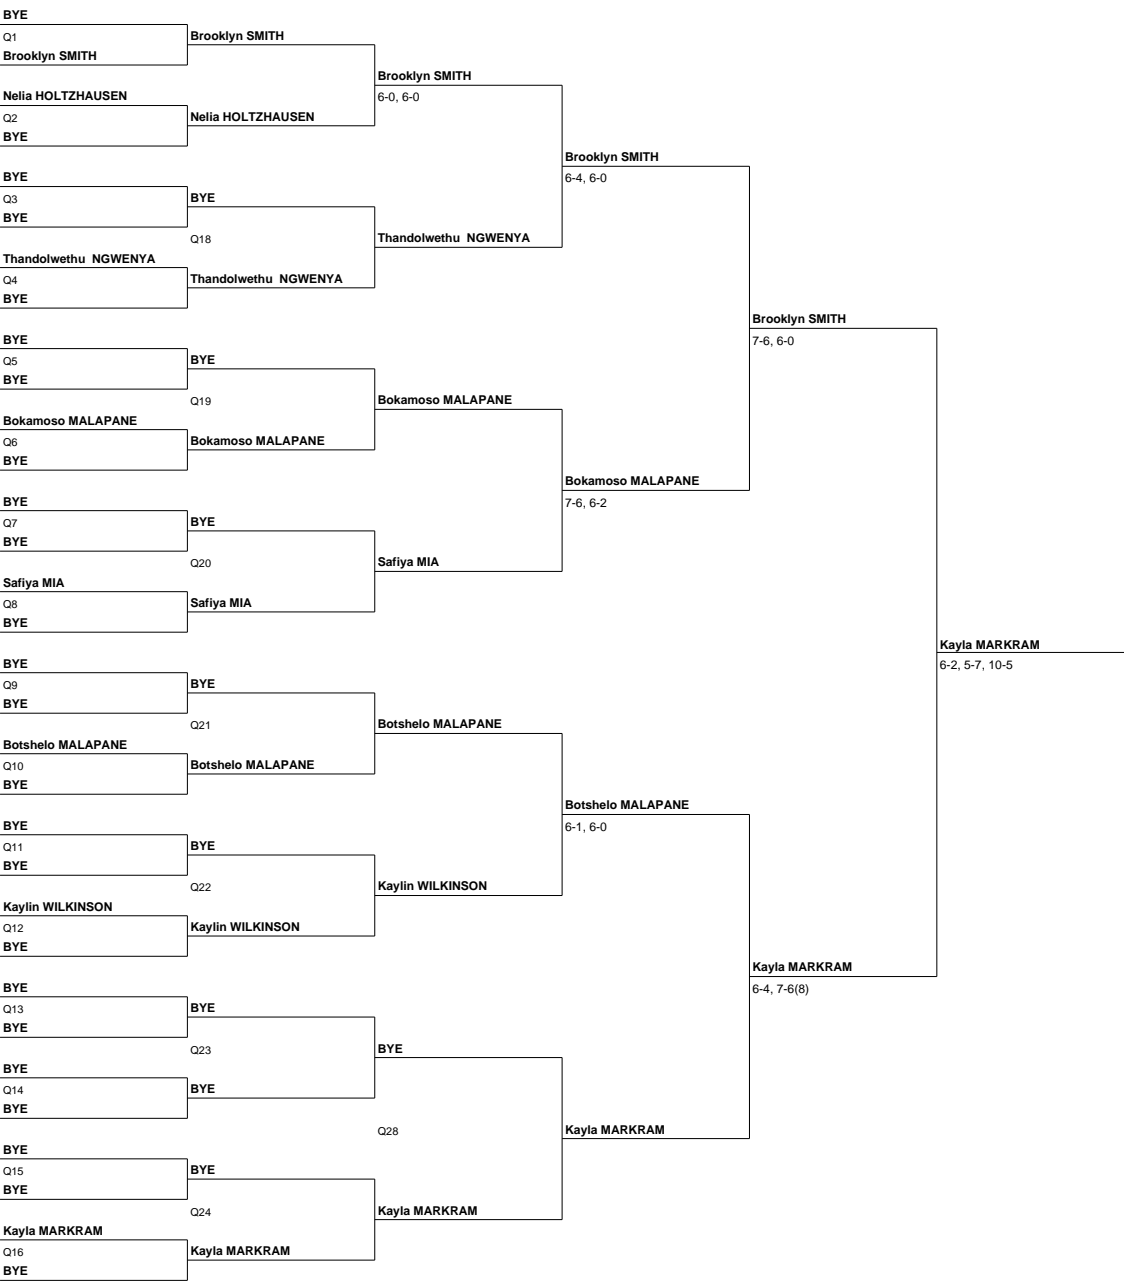 BYE
Q1
Brooklyn SMITH
Nelia HOLTZHAUSEN
Q2
BYE
BYE
Q3
BYE
Thandolwethu  NGWENYA
Q4
BYE
BYE
Q5
BYE
Bokamoso MALAPANE
Q6
BYE
BYE
Q7
BYE
Safiya MIA
Q8
BYE
BYE
Q9
BYE
Botshelo MALAPANE
Q10
BYE
BYE
Q11
BYE
Kaylin WILKINSON
Q12
BYE
BYE
Q13
BYE
BYE
Q14
BYE
BYE
Q15
BYE
Kayla MARKRAM
Q16
BYE
Brooklyn SMITH
Nelia HOLTZHAUSEN
BYE
Q18
Thandolwethu  NGWENYA
BYE
Q19
Bokamoso MALAPANE
BYE
Q20
Safiya MIA
BYE
Q21
Botshelo MALAPANE
BYE
Q22
Kaylin WILKINSON
BYE
Q23
BYE
BYE
Q24
Kayla MARKRAM
Brooklyn SMITH
6-0, 6-0
Thandolwethu  NGWENYA
Bokamoso MALAPANE
Safiya MIA
Botshelo MALAPANE
Kaylin WILKINSON
BYE
Q28
Kayla MARKRAM
Brooklyn SMITH
6-4, 6-0
Bokamoso MALAPANE
7-6, 6-2
Botshelo MALAPANE
6-1, 6-0
Kayla MARKRAM
Brooklyn SMITH
7-6, 6-0
Kayla MARKRAM
6-4, 7-6(8)
Kayla MARKRAM
6-2, 5-7, 10-5